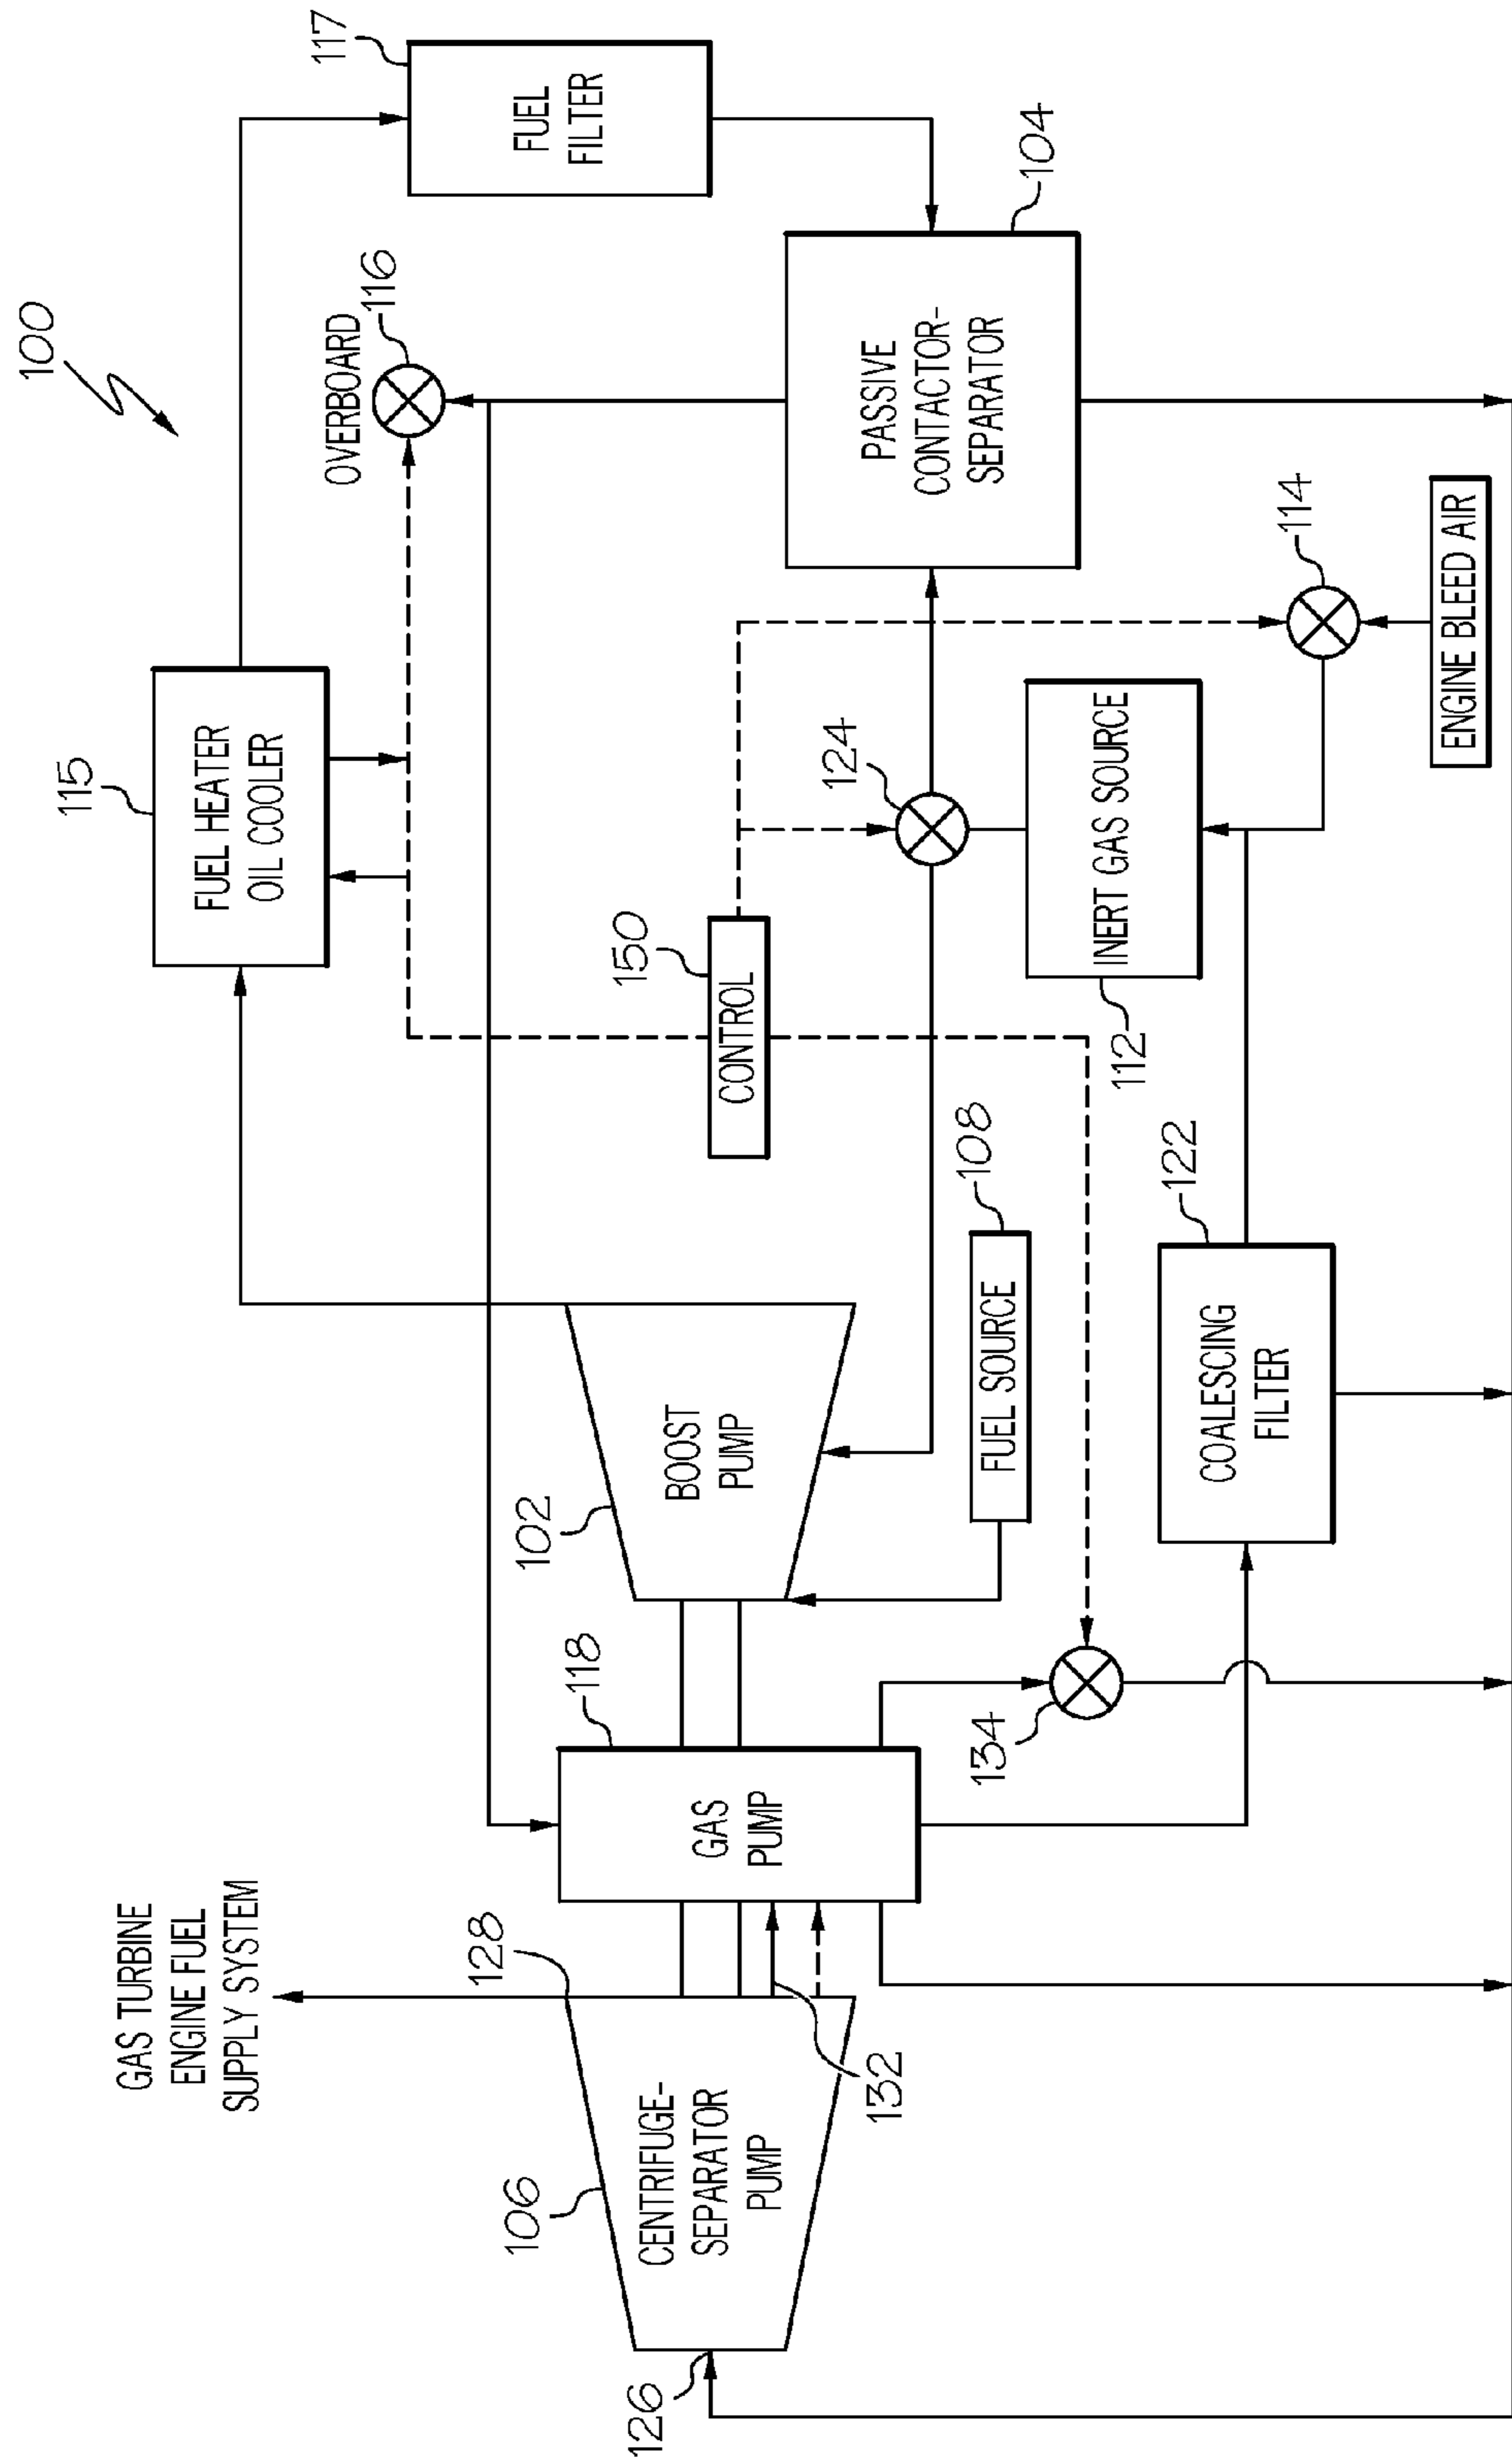 100
117
FUEL
FILTER
115
FUEL HEATER
OIL COOLER
OVERBOARD
116
104
PASSIVE
CONTACTOR-
SEPARATOR
GAS TURBINE
ENGINE FUEL
SUPPLY SYSTEM
150
CONTROL
124
114
INERT GAS SOURCE
112
ENGINE BLEED AIR
128
118
102
BOOST
PUMP
108
FUEL SOURCE
GAS
PUMP
106
CENTRIFUGE-
SEPARATOR
PUMP
132
134
122
COALESCING
FILTER
126